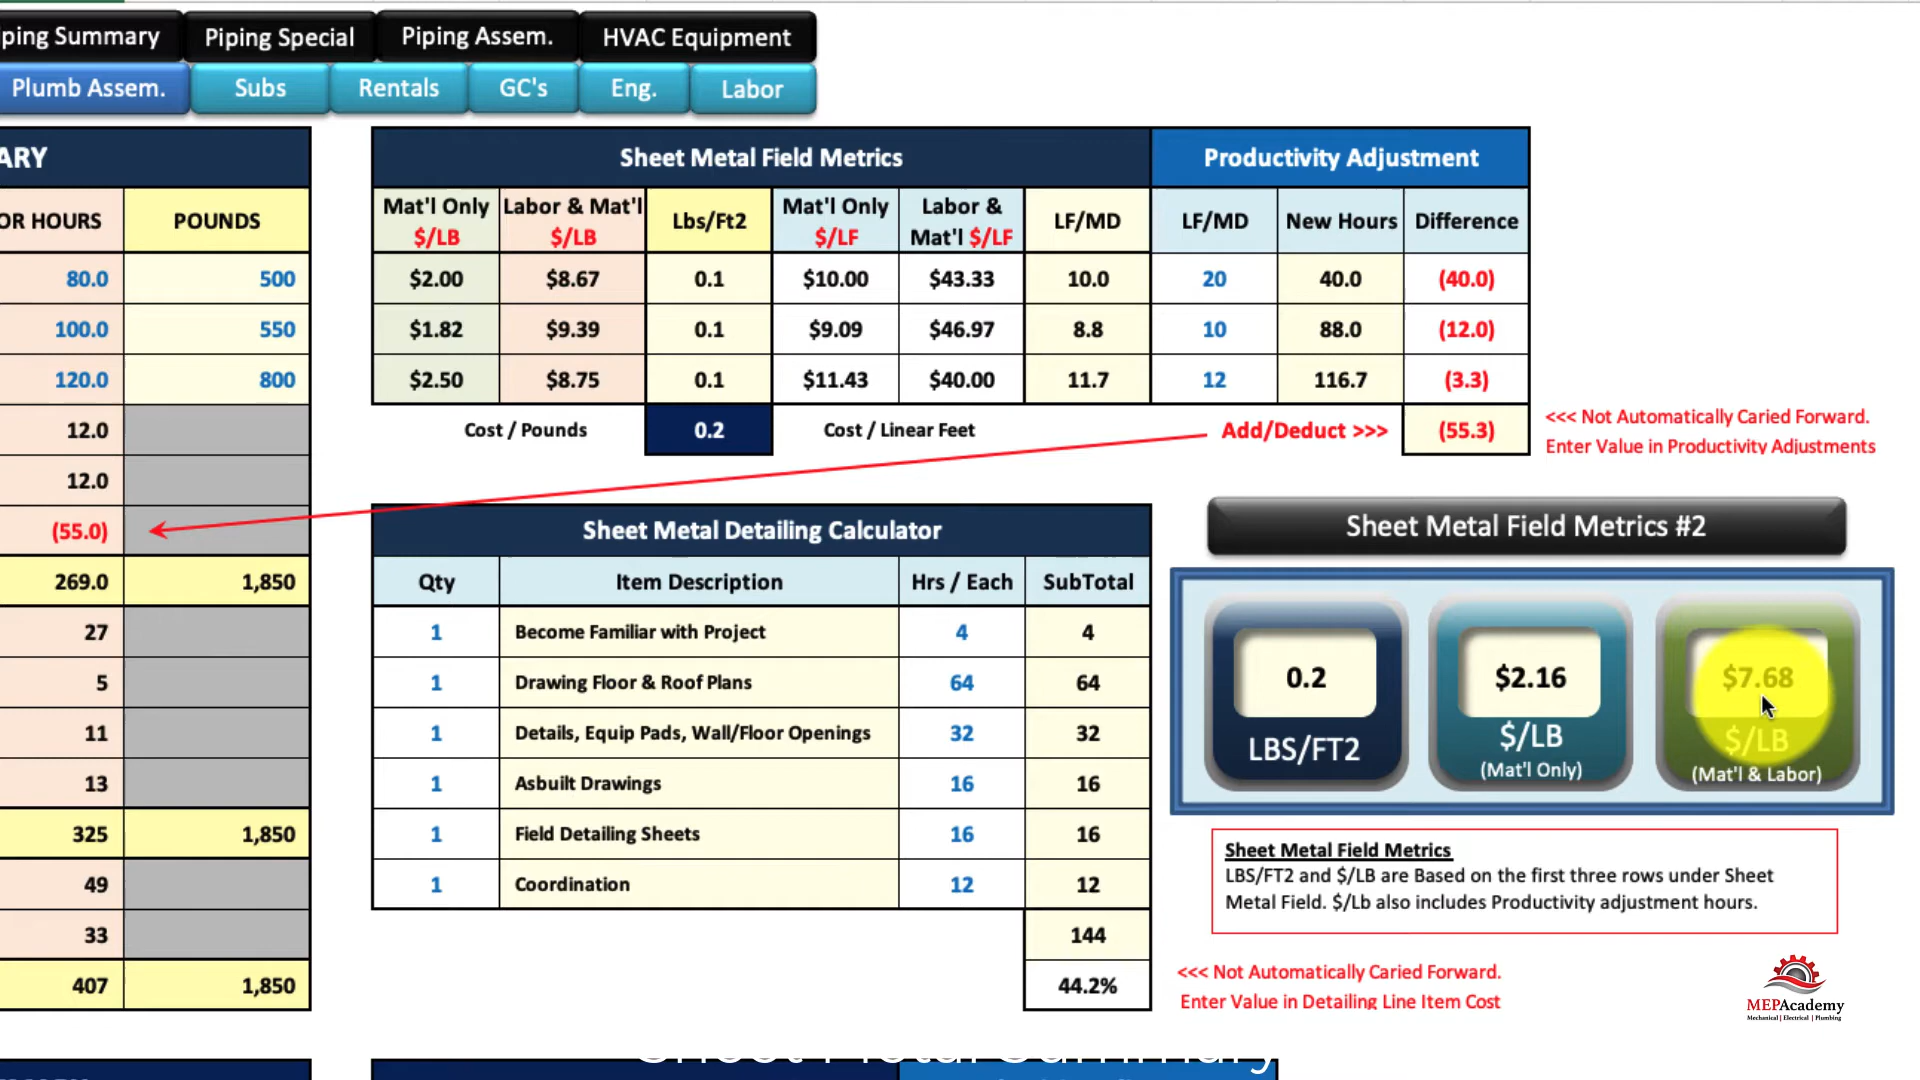 ping Summary
Piping Special
Piping Assem.
HVAC Equipment
Plumb Assem.
Subs
Rentals
GC's
Eng.
Labor
ARY
OR HOURS POUNDS
80.0 500
100.0 550
120.0 800
12.0
12.0
(55.0)
269.0 1,850
27
5
11
13
325 1,850
49
33
407 1,850
Sheet Metal Field Metrics
Productivity Adjustment
Mat'l Only $/LB
Labor & Mat'l $/LB
Lbs/Ft2
Mat'l Only $/LF
Labor & Mat'l $/LF
LF/MD
LF/MD
New Hours
Difference
$2.00 $8.67 0.1 $10.00 $43.33 10.0 20 40.0 (40.0)
$1.82 $9.39 0.1 $9.09 $46.97 8.8 10 88.0 (12.0)
$2.50 $8.75 0.1 $11.43 $40.00 11.7 12 116.7 (3.3)
Cost / Pounds 0.2 Cost / Linear Feet Add/Deduct >>> (55.3)
<<< Not Automatically Caried Forward.
Enter Value in Productivity Adjustments
Sheet Metal Detailing Calculator
Qty Item Description Hrs / Each SubTotal
1 Become Familiar with Project 4 4
1 Drawing Floor & Roof Plans 64 64
1 Details, Equip Pads, Wall/Floor Openings 32 32
1 Asbuilt Drawings 16 16
1 Field Detailing Sheets 16 16
1 Coordination 12 12
144
44.2%
Sheet Metal Field Metrics #2
0.2
LBS/FT2
$2.16
$/LB
(Mat'l Only)
$7.68
$/LB
(Mat'l & Labor)
Sheet Metal Field Metrics
LBS/FT2 and $/LB are Based on the first three rows under Sheet
Metal Field. $/Lb also includes Productivity adjustment hours.
<<< Not Automatically Caried Forward.
Enter Value in Detailing Line Item Cost
MEPAcademy
Mechanical | Electrical | Plumbing
Sheet Metal Summary